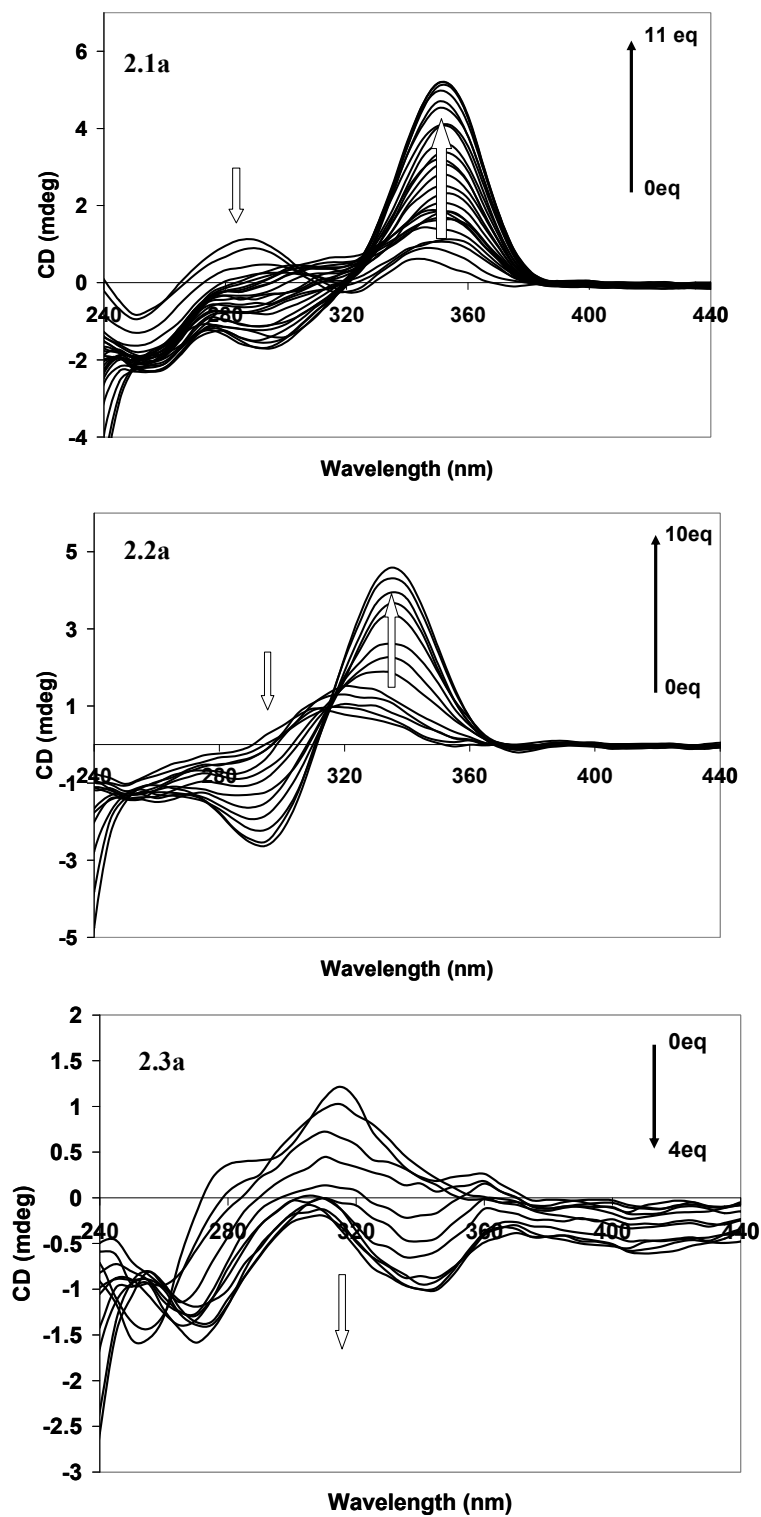 2.1a
11 eq
0eq
CD (mdeg)
6
4
2
0
-2
-4
240 280 320 360 400 440
Wavelength (nm)
2.2a
10eq
0eq
CD (mdeg)
5
3
1
-1
-3
-5
240 280 320 360 400 440
Wavelength (nm)
2.3a
0eq
4eq
CD (mdeg)
2
1.5
1
0.5
0
-0.5
-1
-1.5
-2
-2.5
-3
240 280 320 360 400 440
Wavelength (nm)